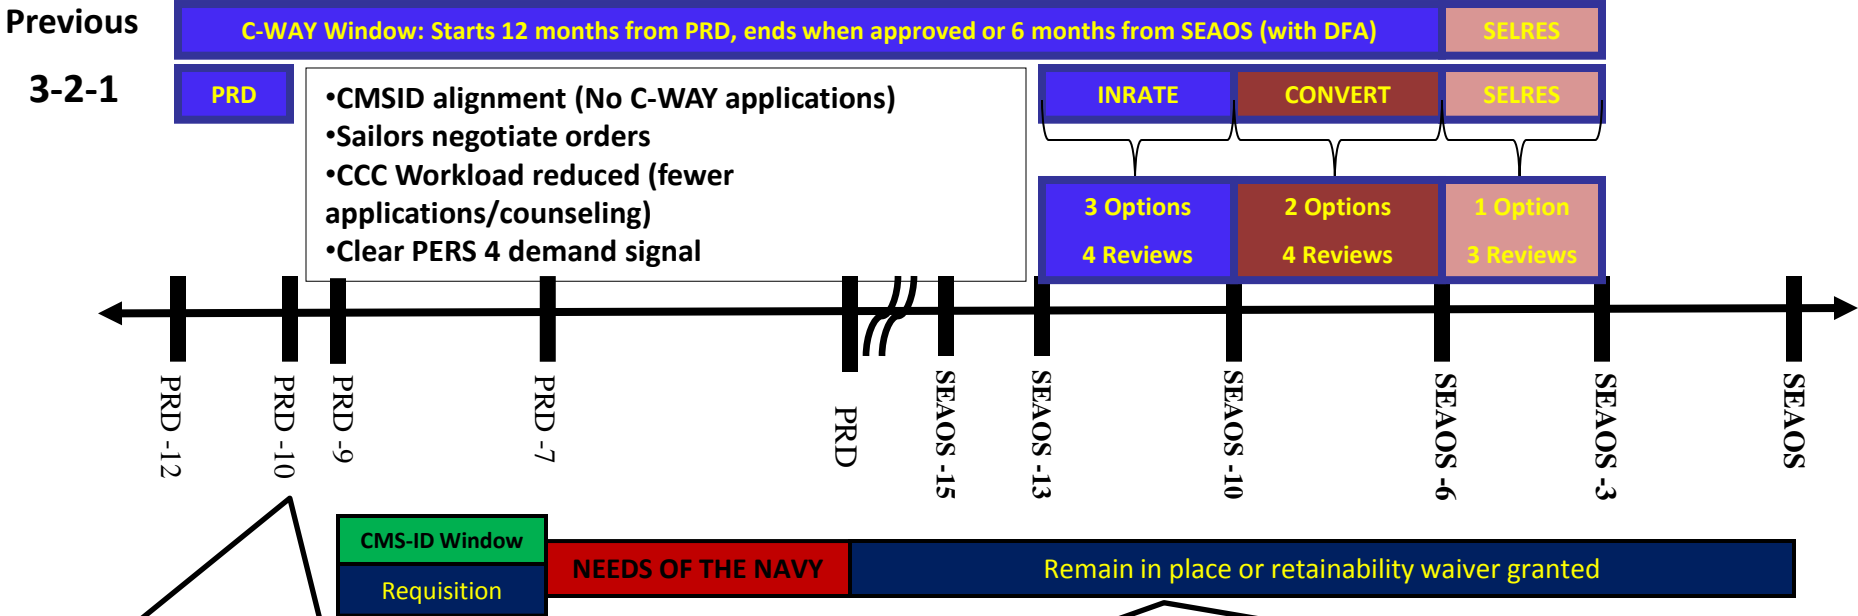 Previous
C-WAY Window: Starts 12 months from PRD, ends when approved or 6 months from SEAOS (with DFA)
SELRES
3-2-1
PRD
•CMSID alignment (No C-WAY applications)
•Sailors negotiate orders
•CCC Workload reduced (fewer
applications/counseling)
•Clear PERS 4 demand signal
INRATE
CONVERT
SELRES
3 Options
4 Reviews
2 Options
4 Reviews
1 Option
3 Reviews
PRD -12
PRD -10
PRD -9
PRD -7
PRD
SEAOS -15
SEAOS -13
SEAOS -10
SEAOS -6
SEAOS -3
SEAOS
CMS-ID Window
Requisition
NEEDS OF THE NAVY
Remain in place or retainability waiver granted